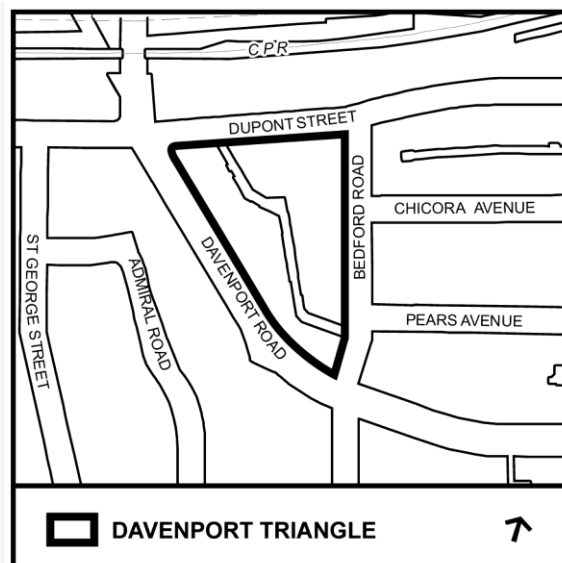 CPR
DUPONT STREET
BEDFORD ROAD
CHICORA AVENUE
ST GEORGE STREET
ADMIRAL ROAD
DAVENPORT ROAD
PEARS AVENUE
DAVENPORT TRIANGLE